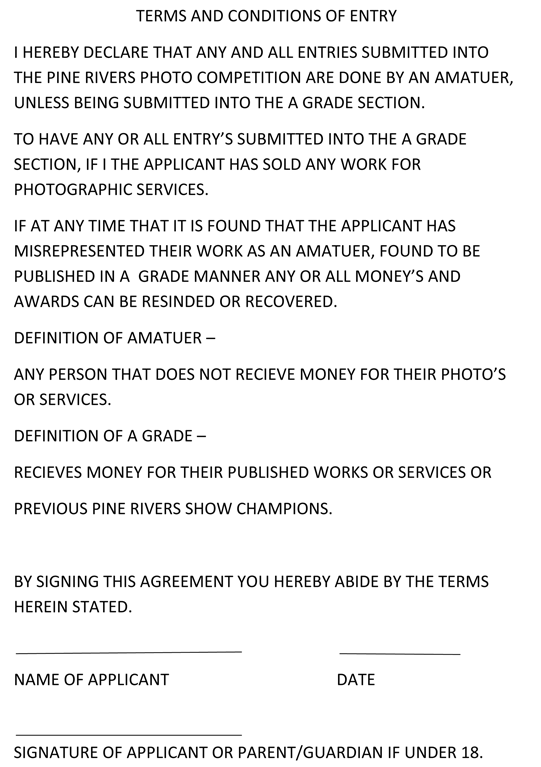 TERMS AND CONDITIONS OF ENTRY
I HEREBY DECLARE THAT ANY AND ALL ENTRIES SUBMITTED INTO
THE PINE RIVERS PHOTO COMPETITION ARE DONE BY AN AMATUER,
UNLESS BEING SUBMITTED INTO THE A GRADE SECTION.
TO HAVE ANY OR ALL ENTRY'S SUBMITTED INTO THE A GRADE
SECTION, IF I THE APPLICANT HAS SOLD ANY WORK FOR
PHOTOGRAPHIC SERVICES.
IF AT ANY TIME THAT IT IS FOUND THAT THE APPLICANT HAS
MISREPRESENTED THEIR WORK AS AN AMATUER, FOUND TO BE
PUBLISHED IN A  GRADE MANNER ANY OR ALL MONEY'S AND
AWARDS CAN BE RESINDED OR RECOVERED.
DEFINITION OF AMATUER –
ANY PERSON THAT DOES NOT RECIEVE MONEY FOR THEIR PHOTO'S
OR SERVICES.
DEFINITION OF A GRADE –
RECIEVES MONEY FOR THEIR PUBLISHED WORKS OR SERVICES OR
PREVIOUS PINE RIVERS SHOW CHAMPIONS.
BY SIGNING THIS AGREEMENT YOU HEREBY ABIDE BY THE TERMS
HEREIN STATED.
NAME OF APPLICANT DATE
SIGNATURE OF APPLICANT OR PARENT/GUARDIAN IF UNDER 18.